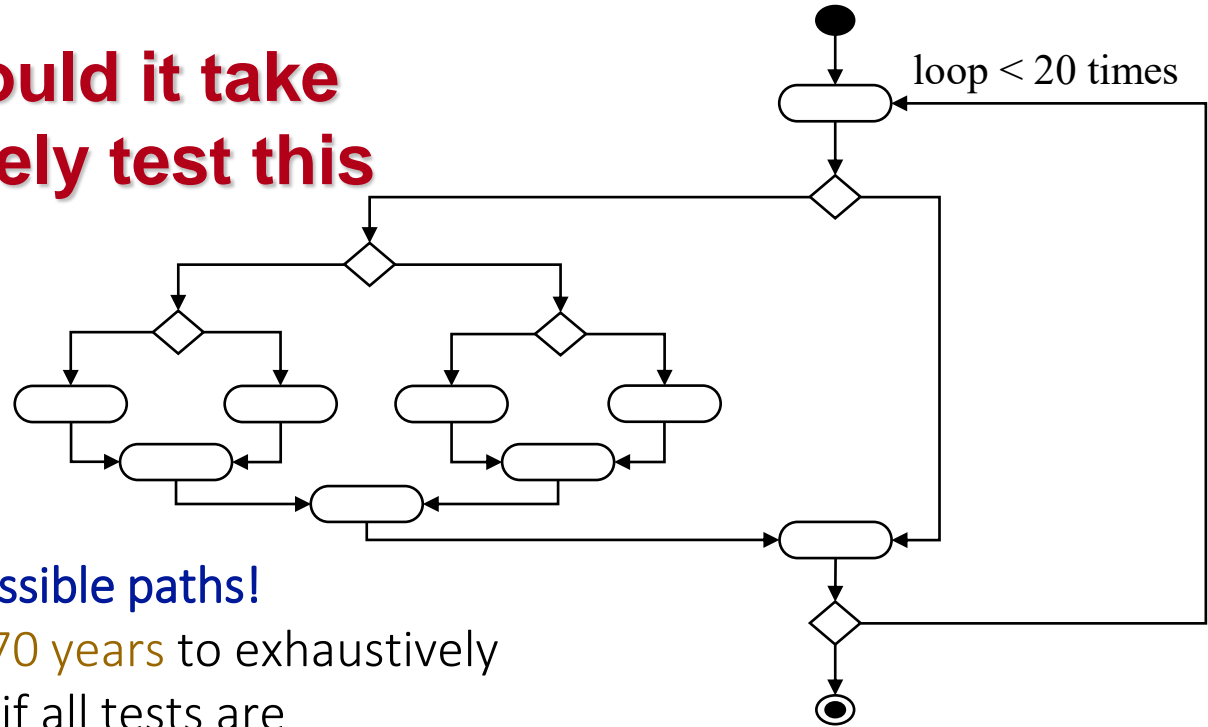 ould it take
ely test this
loop < 20 times
ssible paths!
70 years to exhaustively
if all tests are